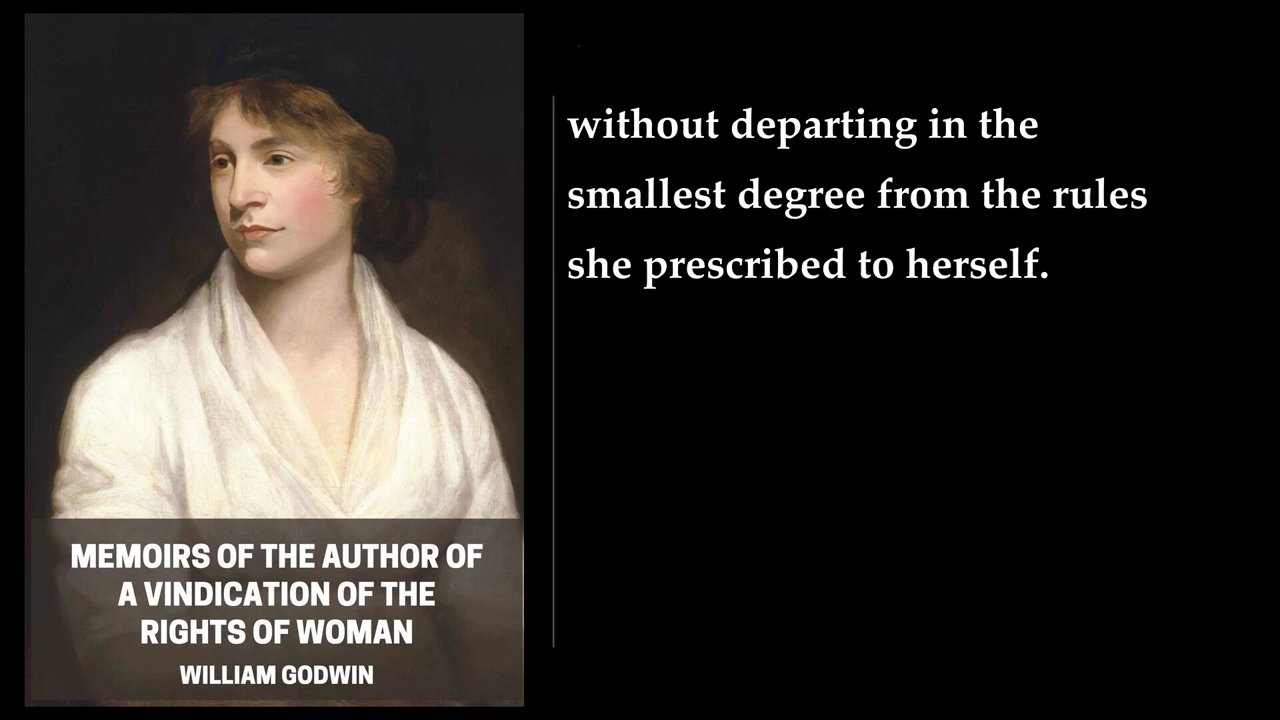 without departing in the
smallest degree from the rules
she prescribed to herself.
MEMOIRS OF THE AUTHOR OF
A VINDICATION OF THE
RIGHTS OF WOMAN
WILLIAM GODWIN